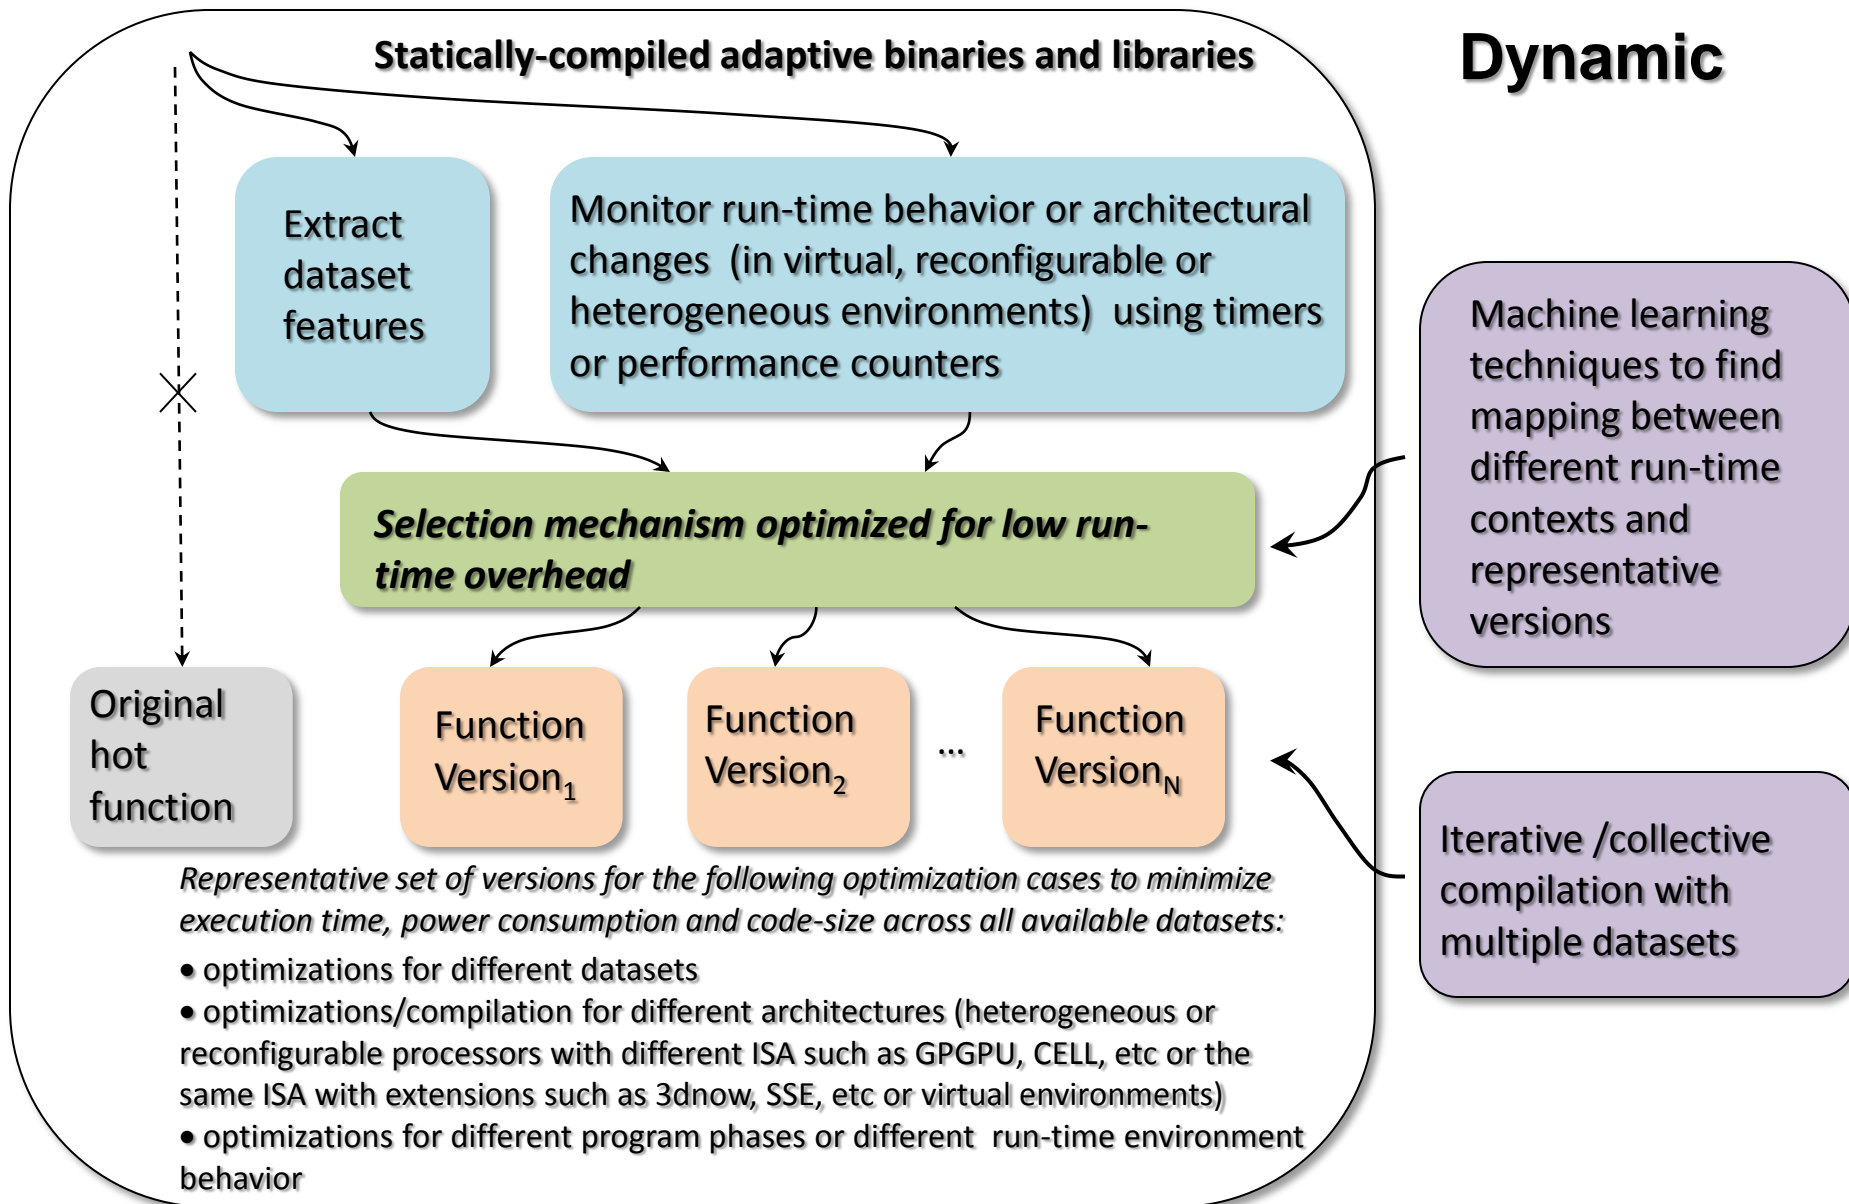 Statically-compiled adaptive binaries and libraries
Dynamic
Extract
dataset
features
Monitor run-time behavior or architectural
changes  (in virtual, reconfigurable or
heterogeneous environments)  using timers
or performance counters
Machine learning
techniques to find
mapping between
different run-time
contexts and
representative
versions
Selection mechanism optimized for low run-
time overhead
Original
hot
function
Function
Version1
Function
Version2
...
Function
VersionN
Iterative /collective
compilation with
multiple datasets
Representative set of versions for the following optimization cases to minimize
execution time, power consumption and code-size across all available datasets:
• optimizations for different datasets
• optimizations/compilation for different architectures (heterogeneous or
reconfigurable processors with different ISA such as GPGPU, CELL, etc or the
same ISA with extensions such as 3dnow, SSE, etc or virtual environments)
• optimizations for different program phases or different  run-time environment
behavior